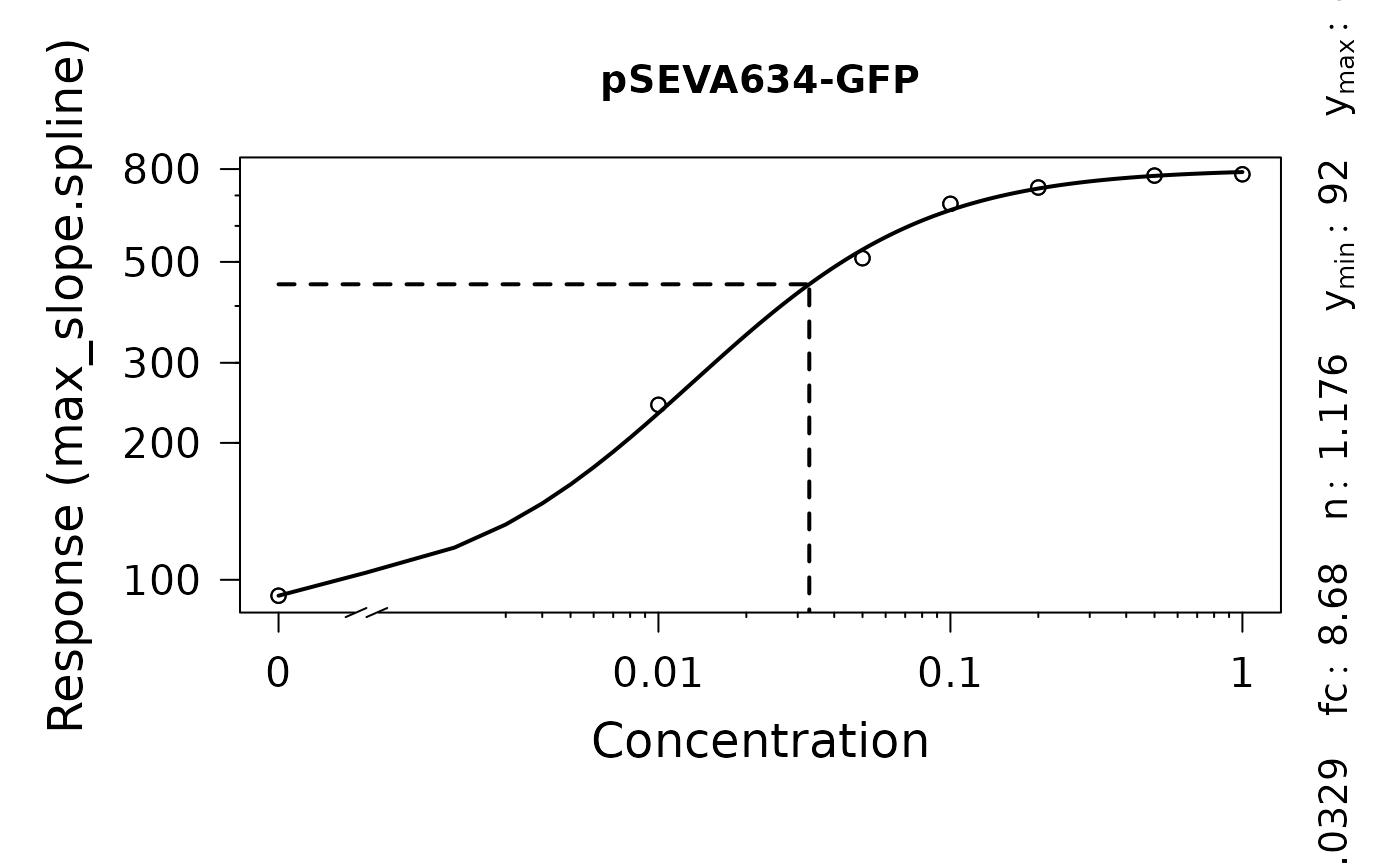 pSEVA634-GFP
Response (max_slope.spline)
800
500
300
200
100
0
0.01
0.1
1
Concentration
.0329 fc: 8.68 n: 1.176 ymin: 92 ymax: